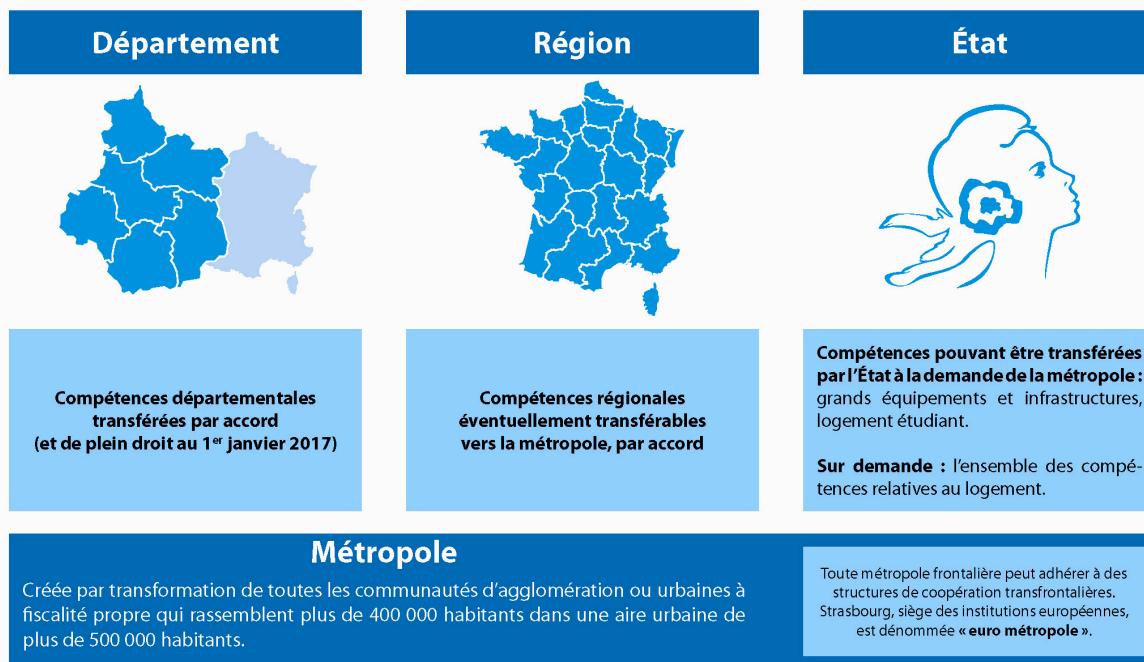 Département
Région
État
Compétences départementales
transférées par accord
(et de plein droit au 1er janvier 2017)
Compétences régionales
éventuellement transférables
vers la métropole, par accord
Compétences pouvant être transférées
par l'État à la demande de la métropole :
grands équipements et infrastructures,
logement étudiant.
Sur demande : l'ensemble des compé-
tences relatives au logement.
Métropole
Créée par transformation de toutes les communautés d'agglomération ou urbaines à
fiscalité propre qui rassemblent plus de 400 000 habitants dans une aire urbaine de
plus de 500 000 habitants.
Toute métropole frontalière peut adhérer à des
structures de coopération transfrontalières.
Strasbourg, siège des institutions européennes,
est dénommée « euro métropole ».